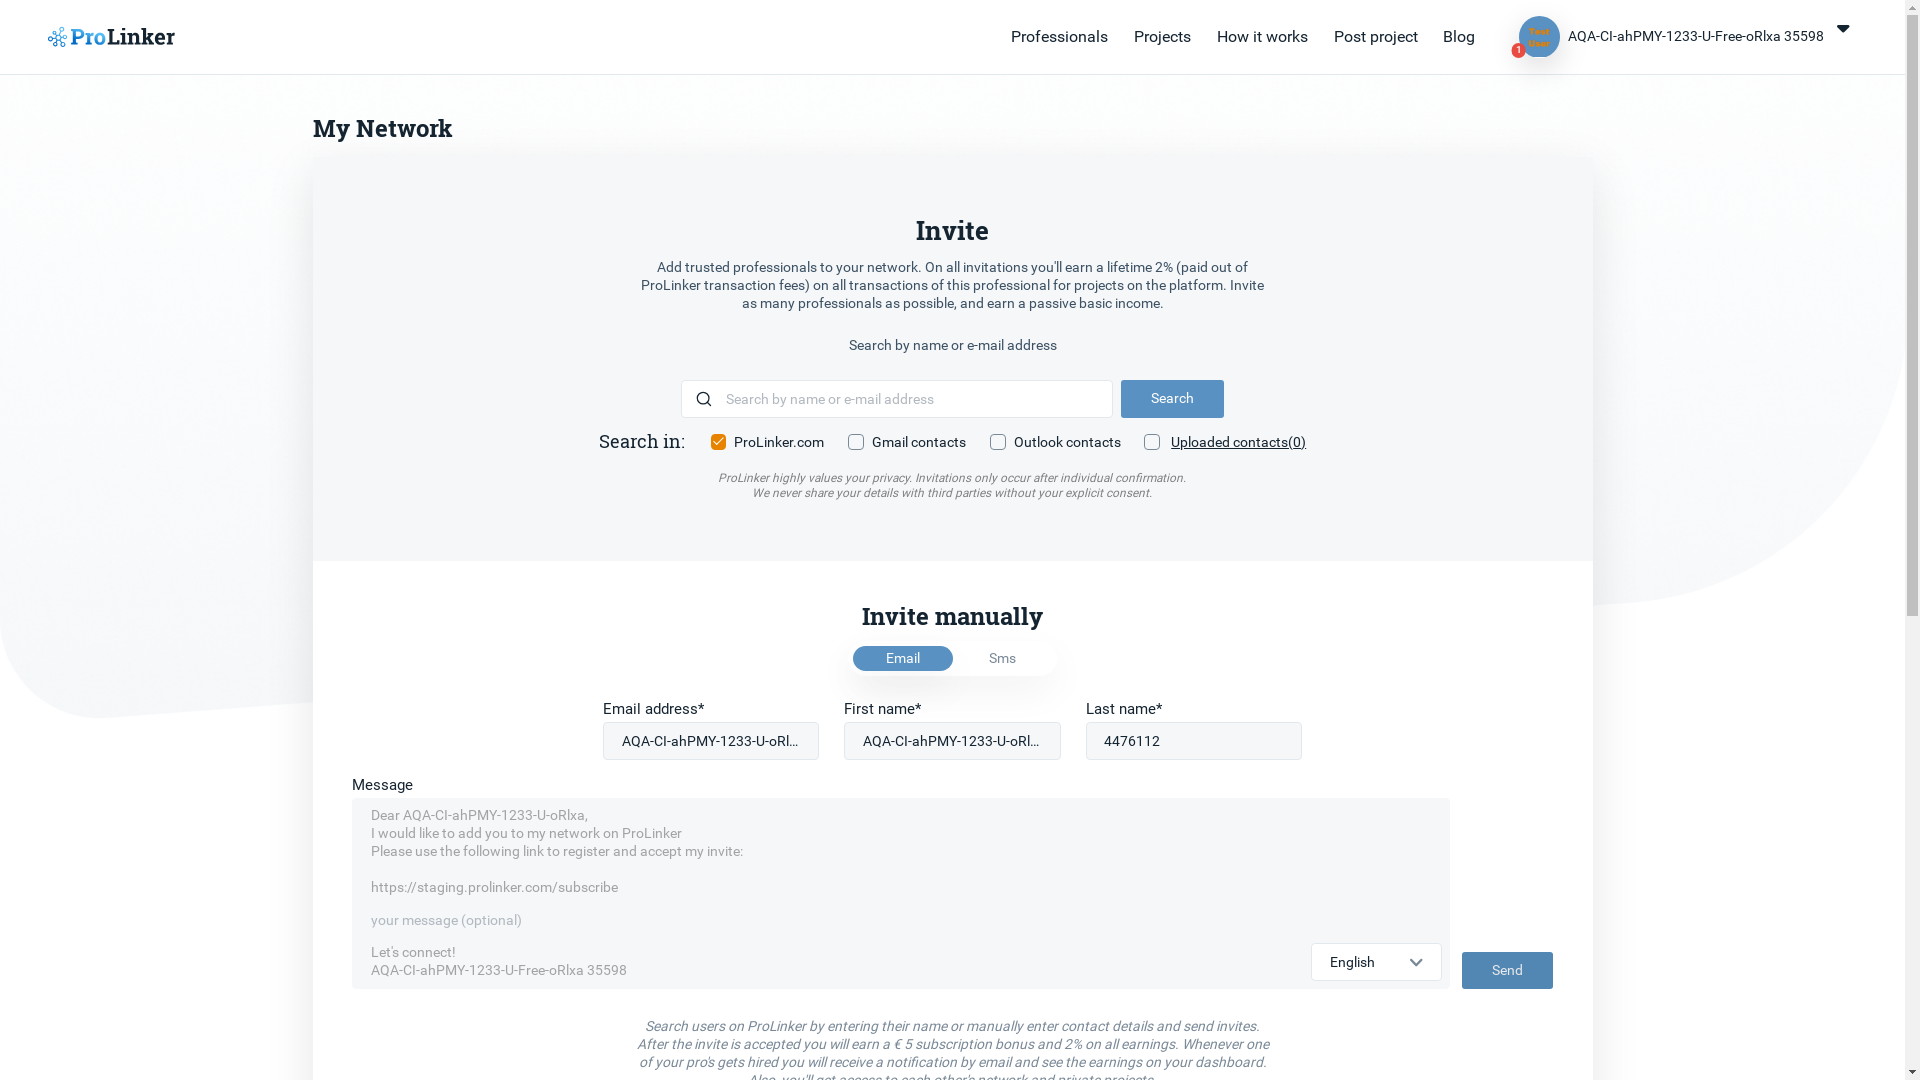 ProLinker
Professionals
Projects
How it works
Post project
Blog
Test
User
1
AQA-CI-ahPMY-1233-U-Free-oRlxa 35598
My Network
Invite
Add trusted professionals to your network. On all invitations you'll earn a lifetime 2% (paid out of
ProLinker transaction fees) on all transactions of this professional for projects on the platform. Invite
as many professionals as possible, and earn a passive basic income.
Search by name or e-mail address
Search by name or e-mail address
Search
Search in:
ProLinker.com
Gmail contacts
Outlook contacts
Uploaded contacts(0)
ProLinker highly values your privacy. Invitations only occur after individual confirmation.
We never share your details with third parties without your explicit consent.
Invite manually
Email
Sms
Email address*
First name*
Last name*
AQA-CI-ahPMY-1233-U-oRl...
AQA-CI-ahPMY-1233-U-oRl...
4476112
Message
Dear AQA-CI-ahPMY-1233-U-oRlxa,
I would like to add you to my network on ProLinker
Please use the following link to register and accept my invite:
https://staging.prolinker.com/subscribe
your message (optional)
Let's connect!
AQA-CI-ahPMY-1233-U-Free-oRlxa 35598
English
Send
Search users on ProLinker by entering their name or manually enter contact details and send invites.
After the invite is accepted you will earn a € 5 subscription bonus and 2% on all earnings. Whenever one
of your pro's gets hired you will receive a notification by email and see the earnings on your dashboard.
Also, you'll get access to each other's network and private projects.